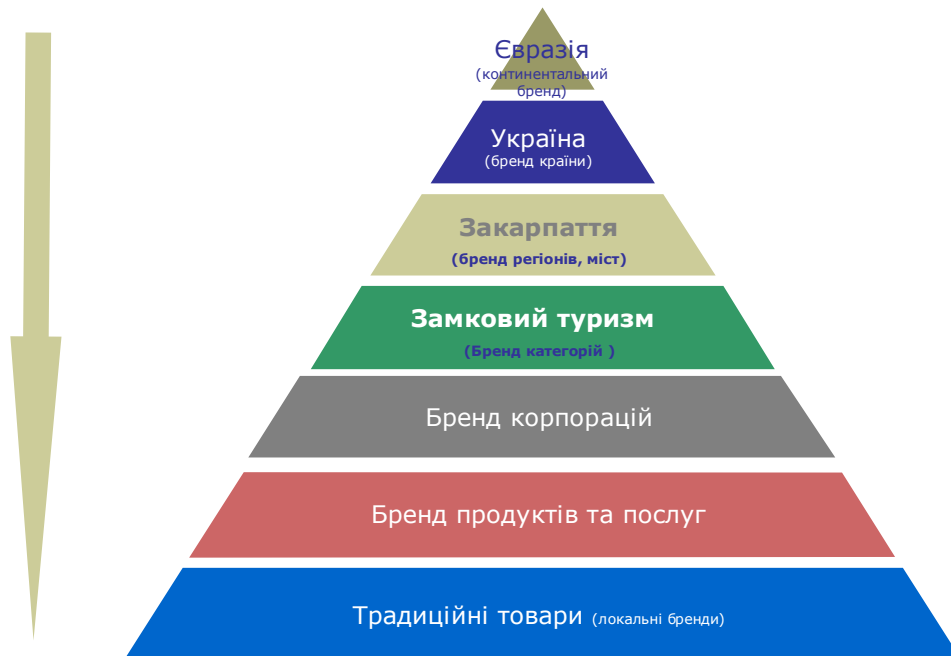 Євразія
(континентальний
бренд)
Україна
(бренд країни)
Закарпаття
(бренд регіонів, міст)
Замковий туризм
(Бренд категорій )
Бренд корпорацій
Бренд продуктів та послуг
Традиційні товари (локальні бренди)